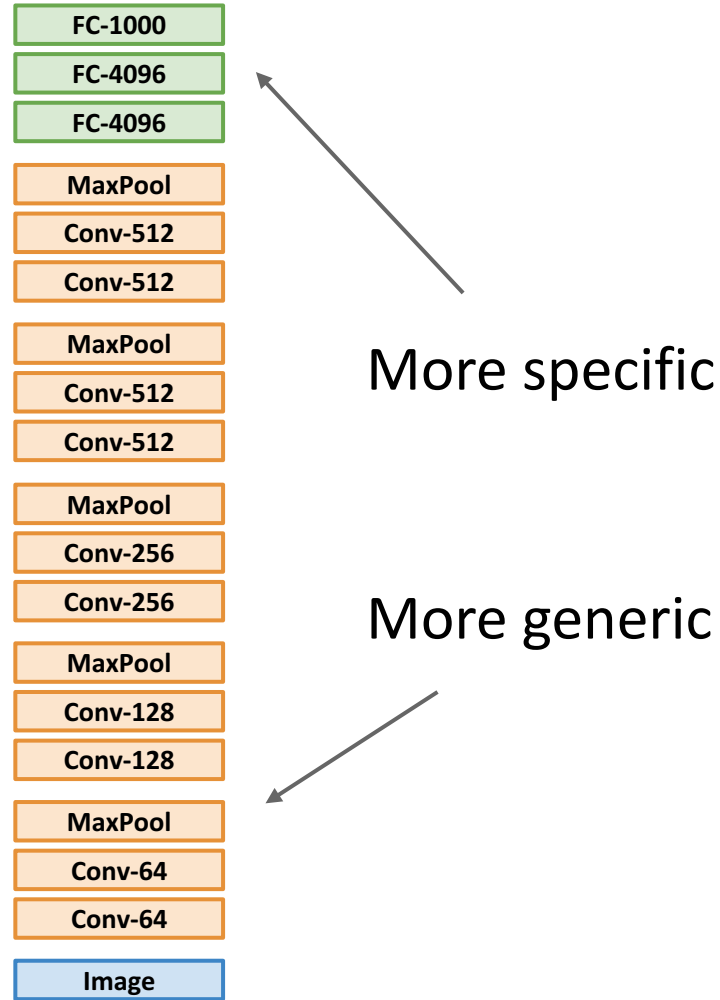 FC-1000
FC-4096
FC-4096
MaxPool
Conv-512
Conv-512
MaxPool
Conv-512
Conv-512
MaxPool
Conv-256
Conv-256
MaxPool
Conv-128
Conv-128
MaxPool
Conv-64
Conv-64
Image
More specific
More generic